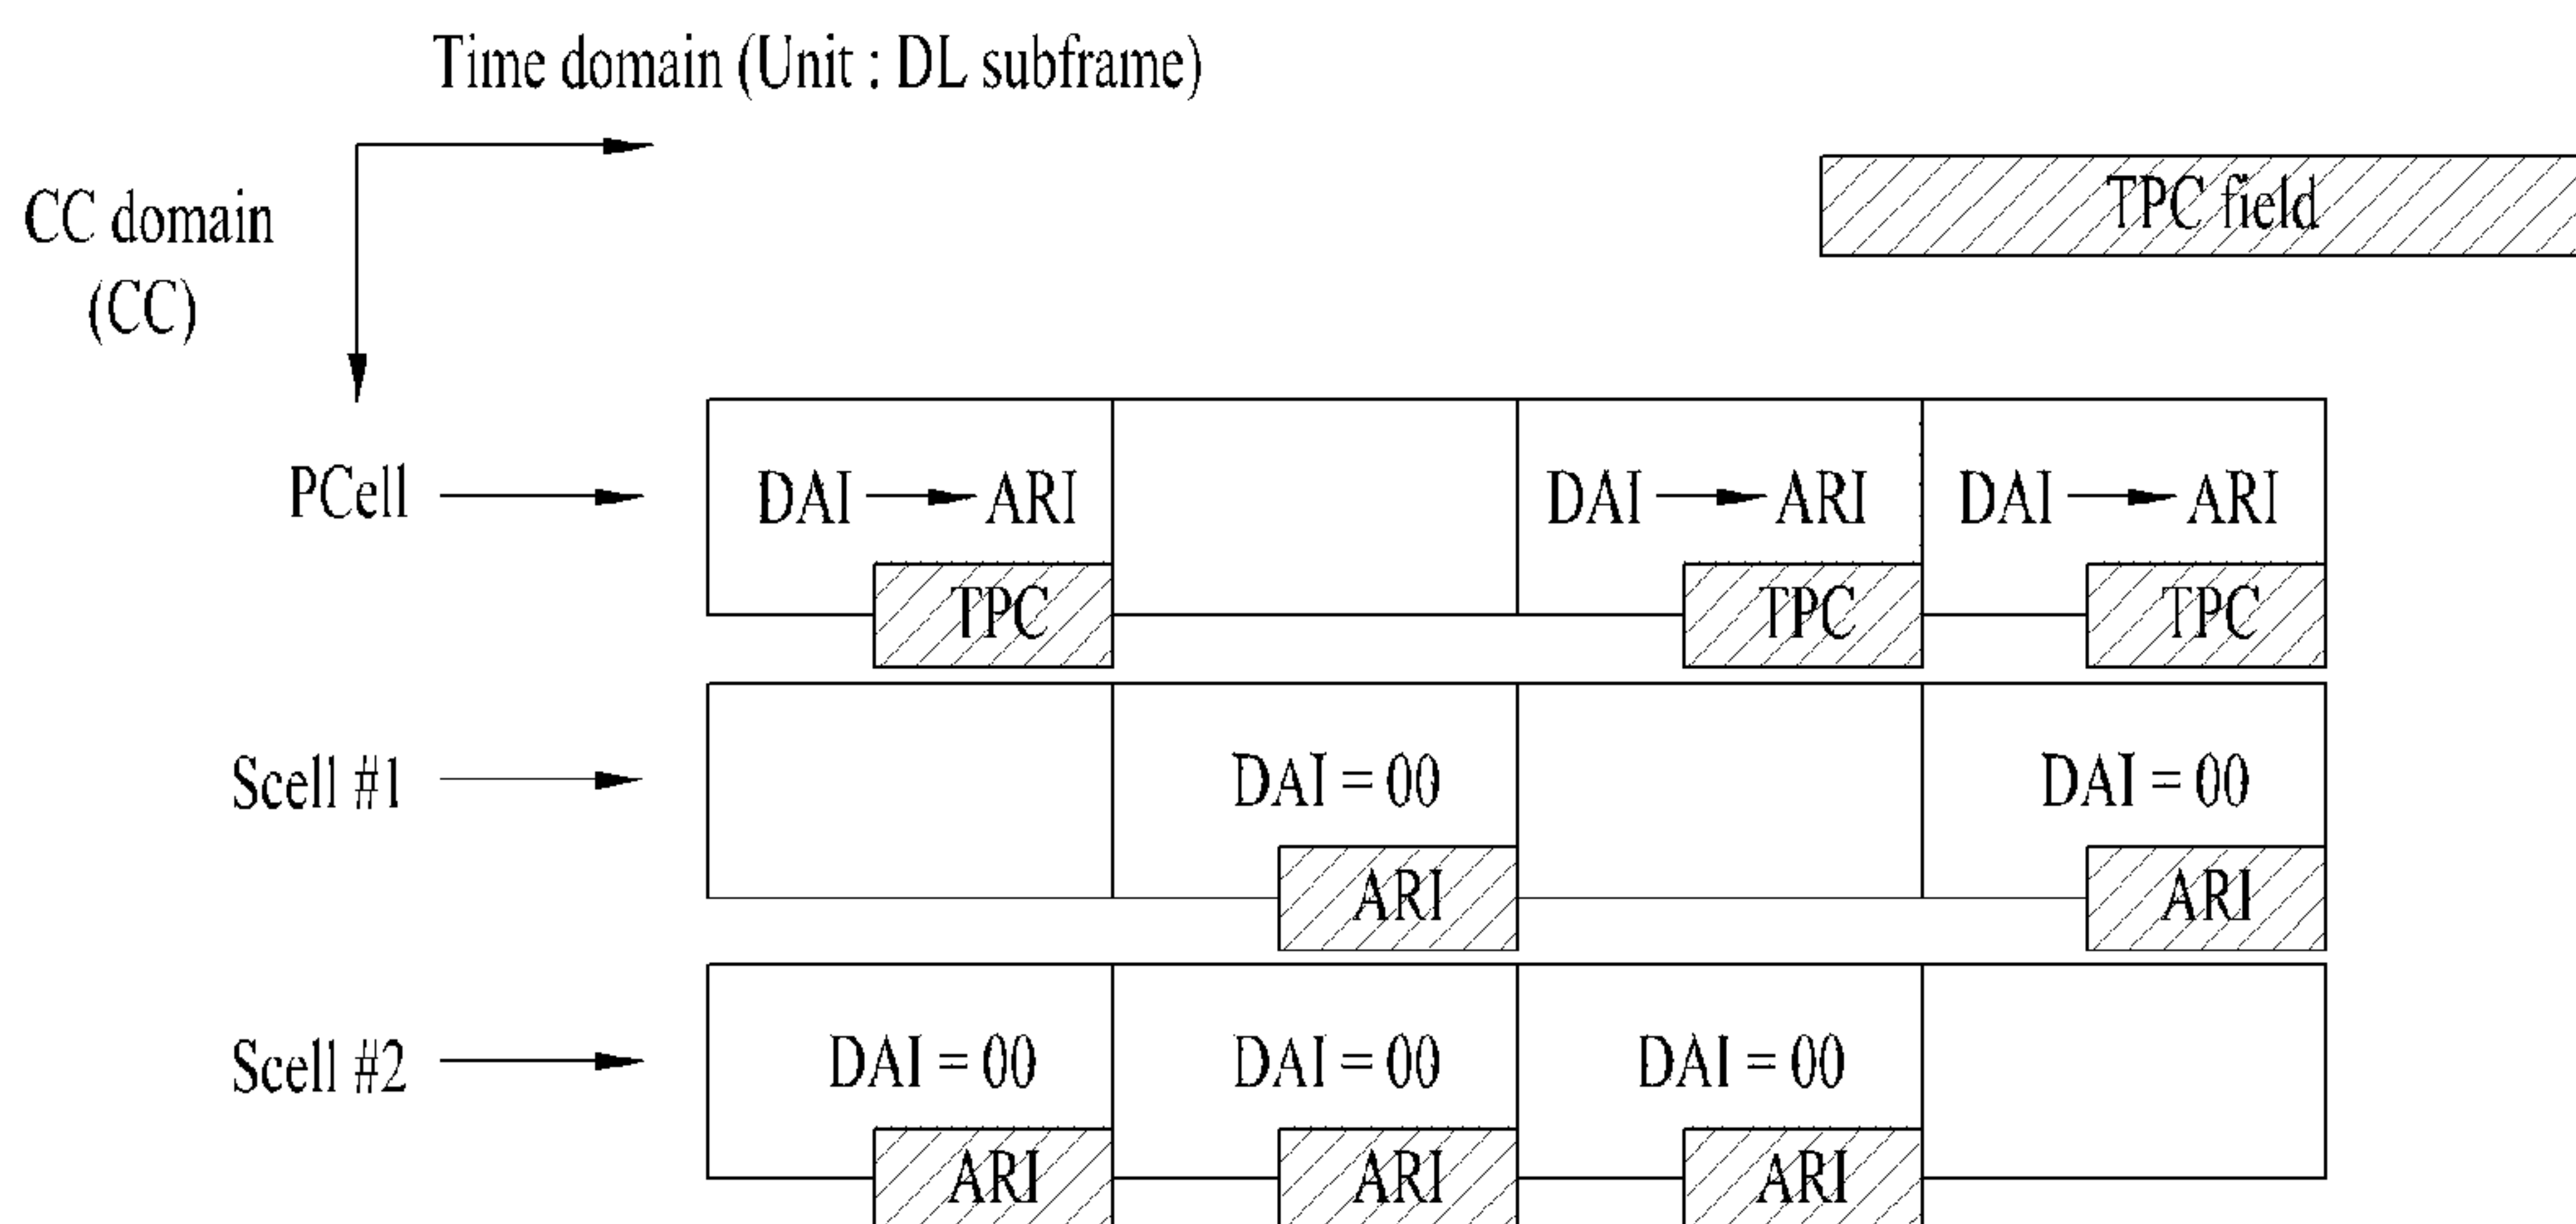 Time domain (Unit : DL subframe)
CC domain
(CC)
TPC field
PCell
DAI ARI
DAI ARI
DAI ARI
TPC
TPC
TPC
Scell #1
DAI = 00
DAI = 00
ARI
ARI
Scell #2
DAI = 00
DAI = 00
DAI = 00
ARI
ARI
ARI